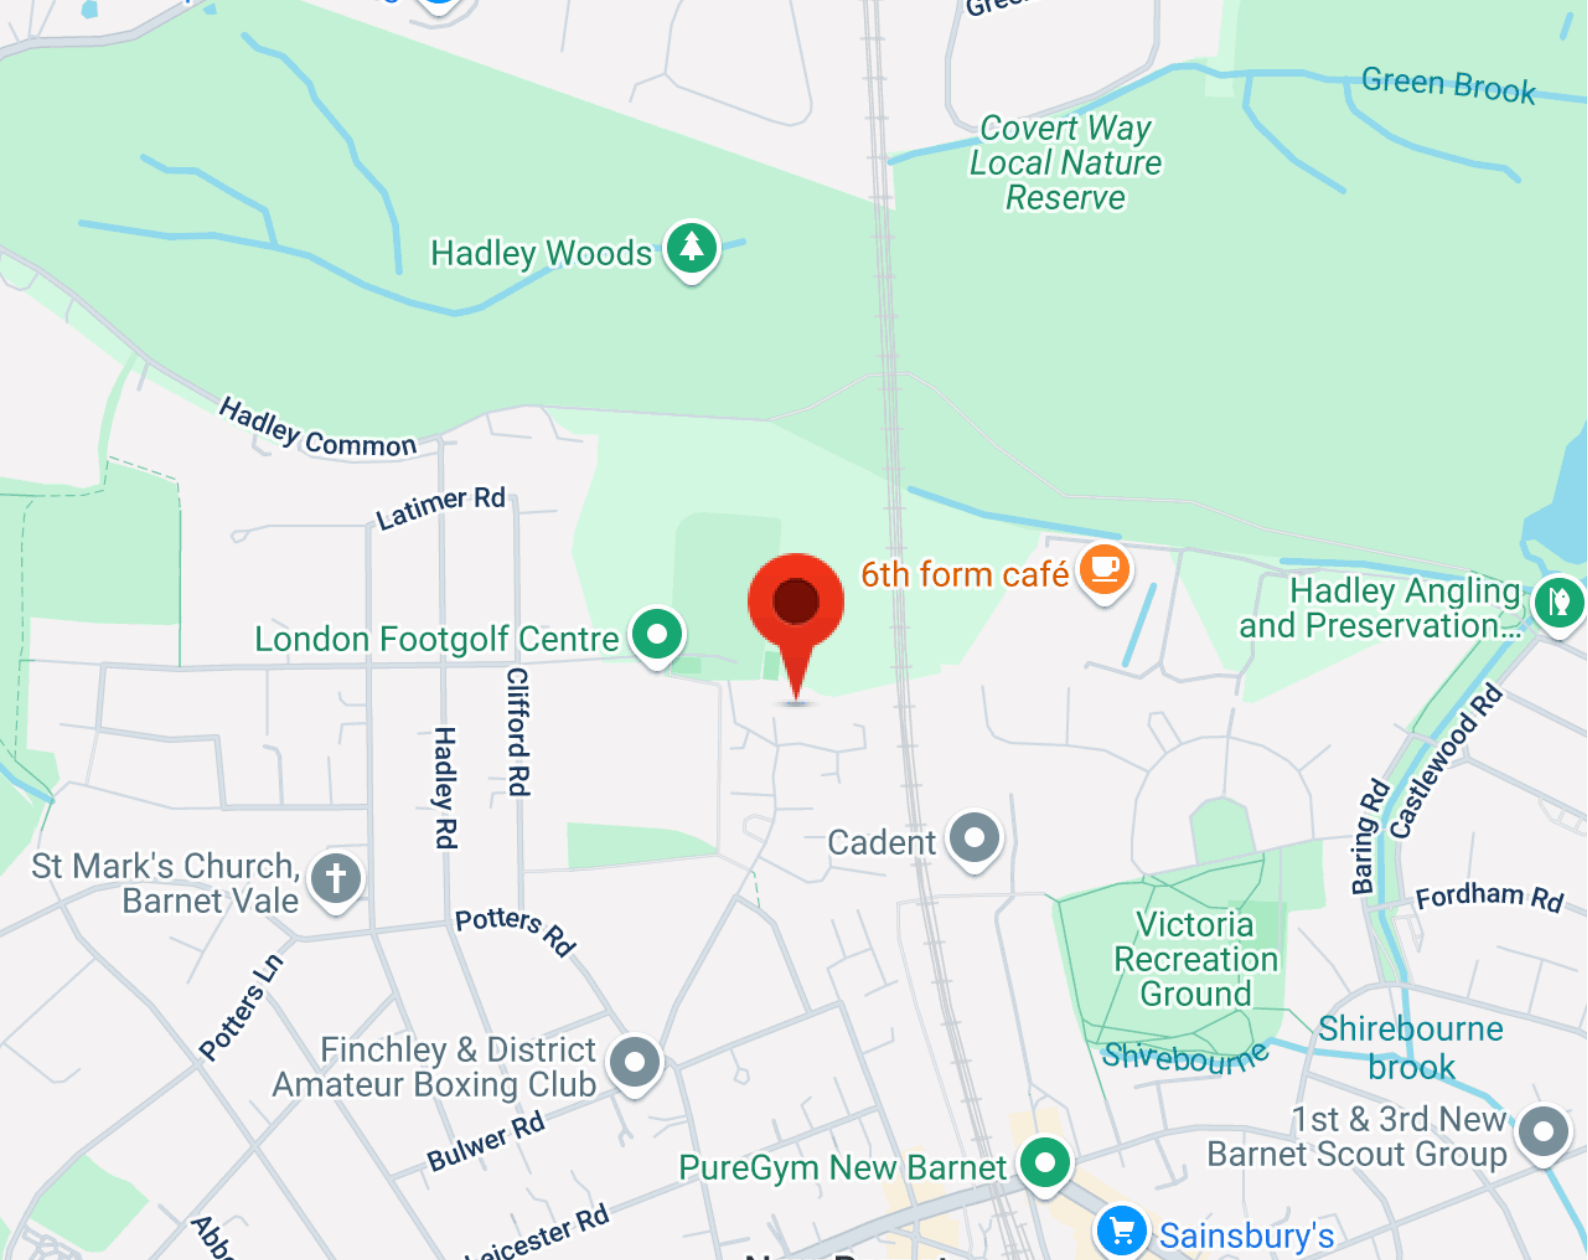 Green Brook
Covert Way
Local Nature
Reserve
Hadley Woods
Hadley Common
Latimer Rd
6th form café
Hadley Angling
and Preservation...
London Footgolf Centre
Clifford Rd
Hadley Rd
Castlewood Rd
Baring Rd
Cadent
St Mark's Church,
Barnet Vale
Fordham Rd
Potters Rd
Victoria
Recreation
Ground
Potters Ln
Shirebourne
brook
Shirebourne
Finchley & District
Amateur Boxing Club
1st & 3rd New
Barnet Scout Group
Bulwer Rd
PureGym New Barnet
Leicester Rd
Sainsbury's